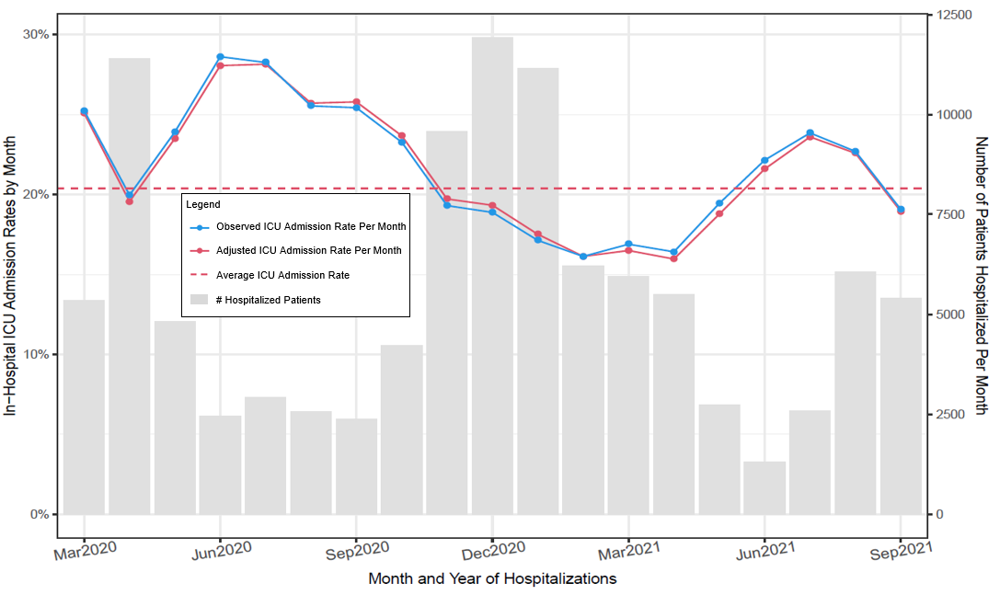 30%
20%
10%
0%
In-Hospital ICU Admission Rates by Month
Legend
Observed ICU Admission Rate Per Month
Adjusted ICU Admission Rate Per Month
Average ICU Admission Rate
# Hospitalized Patients
12500
10000
7500
5000
2500
0
Number of Patients Hospitalized Per Month
Mar2020 Jun2020 Sep2020 Dec2020 Mar2021 Jun2021 Sep2021
Month and Year of Hospitalizations